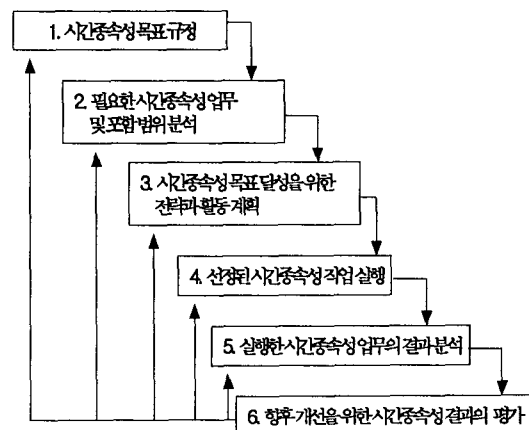 1. 시간종속성 목표 규정
2. 필요한 시간종속성 업무
및 포함 범위 분석
3. 시간종속성 목표 달성을 위한
전략과 활동 계획
4. 선정된 시간종속성 작업 실행
5. 실행한 시간종속성 업무의 결과 분석
6. 향후 개선을 위한 시간종속성 결과의 평가